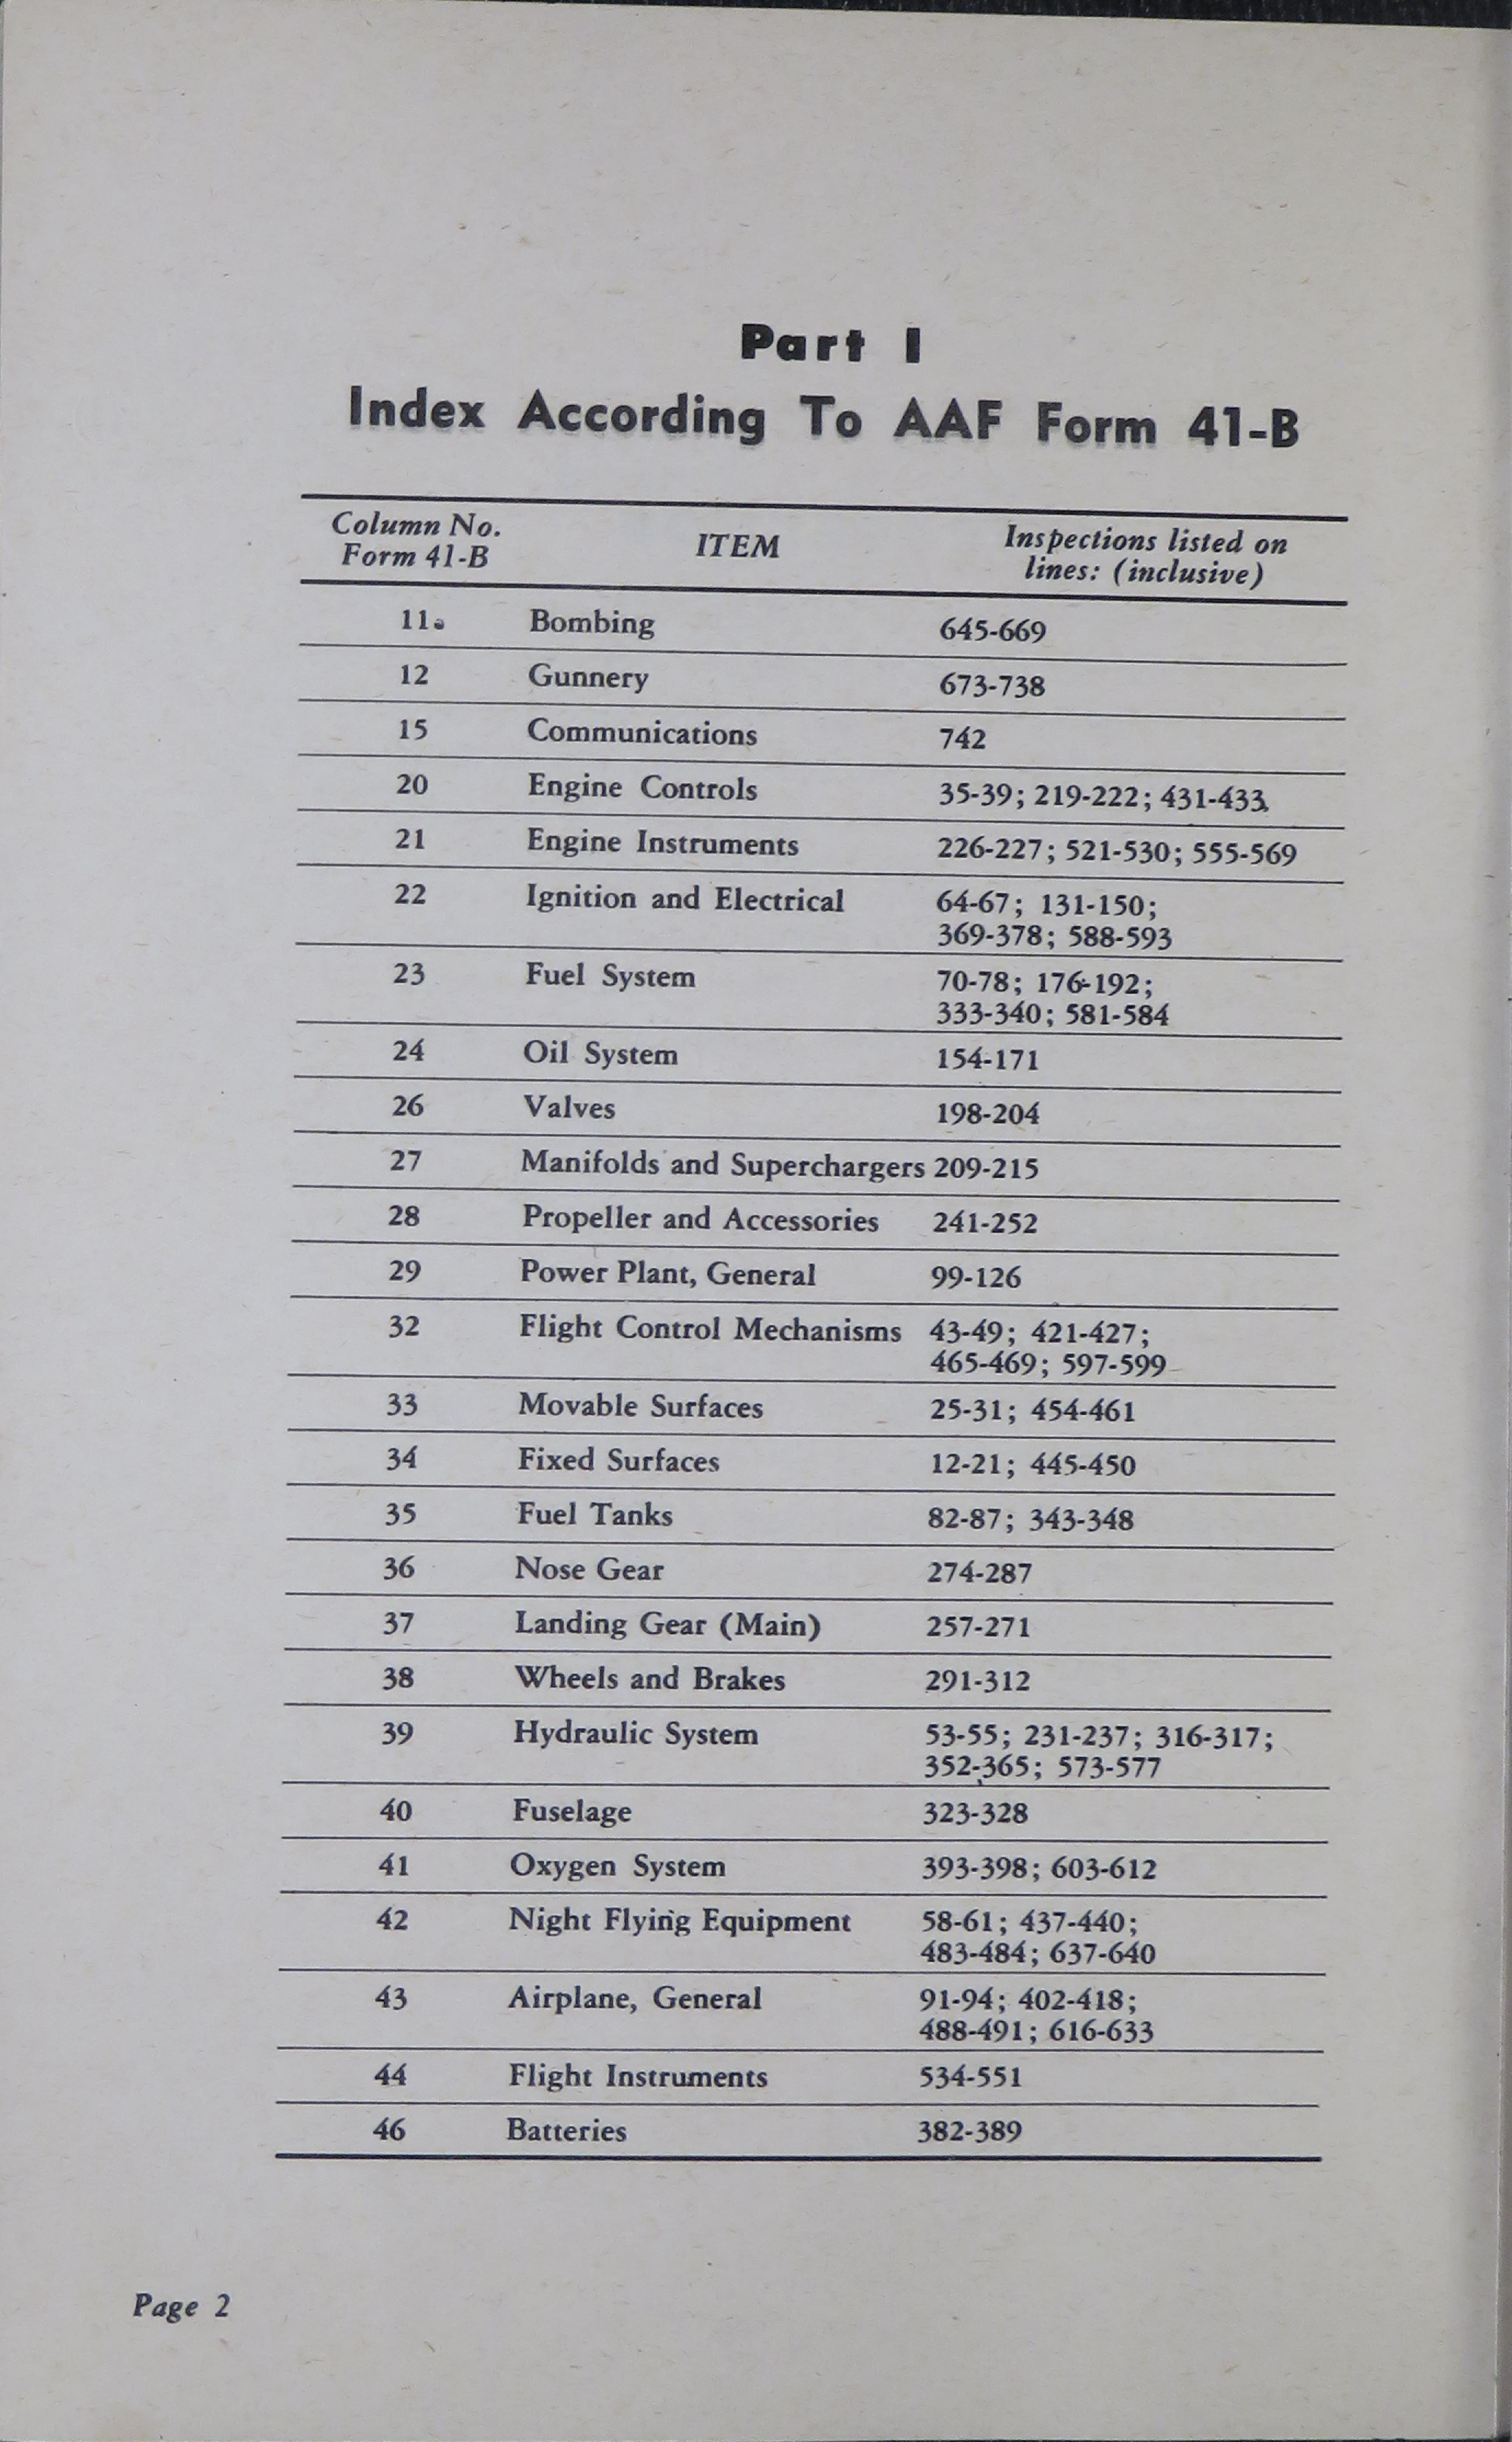 Part I
Index According To AAF Form 41-B
Column No.
Form 41-B
ITEM
Inspections listed on
lines: (inclusive)
11. Bombing 645-669
12 Gunnery 673-738
15 Communications 742
20 Engine Controls 35-39; 219-222; 431-433
21 Engine Instruments 226-227; 521-530; 555-569
22 Ignition and Electrical 64-67; 131-150;
369-378; 588-593
23 Fuel System 70-78; 176-192;
333-340; 581-584
24 Oil System 154-171
26 Valves 198-204
27 Manifolds and Superchargers 209-215
28 Propeller and Accessories 241-252
29 Power Plant, General 99-126
32 Flight Control Mechanisms 43-49; 421-427;
465-469; 597-599
33 Movable Surfaces 25-31; 454-461
34 Fixed Surfaces 12-21; 445-450
35 Fuel Tanks 82-87; 343-348
36 Nose Gear 274-287
37 Landing Gear (Main) 257-271
38 Wheels and Brakes 291-312
39 Hydraulic System 53-55; 231-237; 316-317;
352-365; 573-577
40 Fuselage 323-328
41 Oxygen System 393-398; 603-612
42 Night Flying Equipment 58-61; 437-440;
483-484; 637-640
43 Airplane, General 91-94; 402-418;
488-491; 616-633
44 Flight Instruments 534-551
46 Batteries 382-389
Page 2